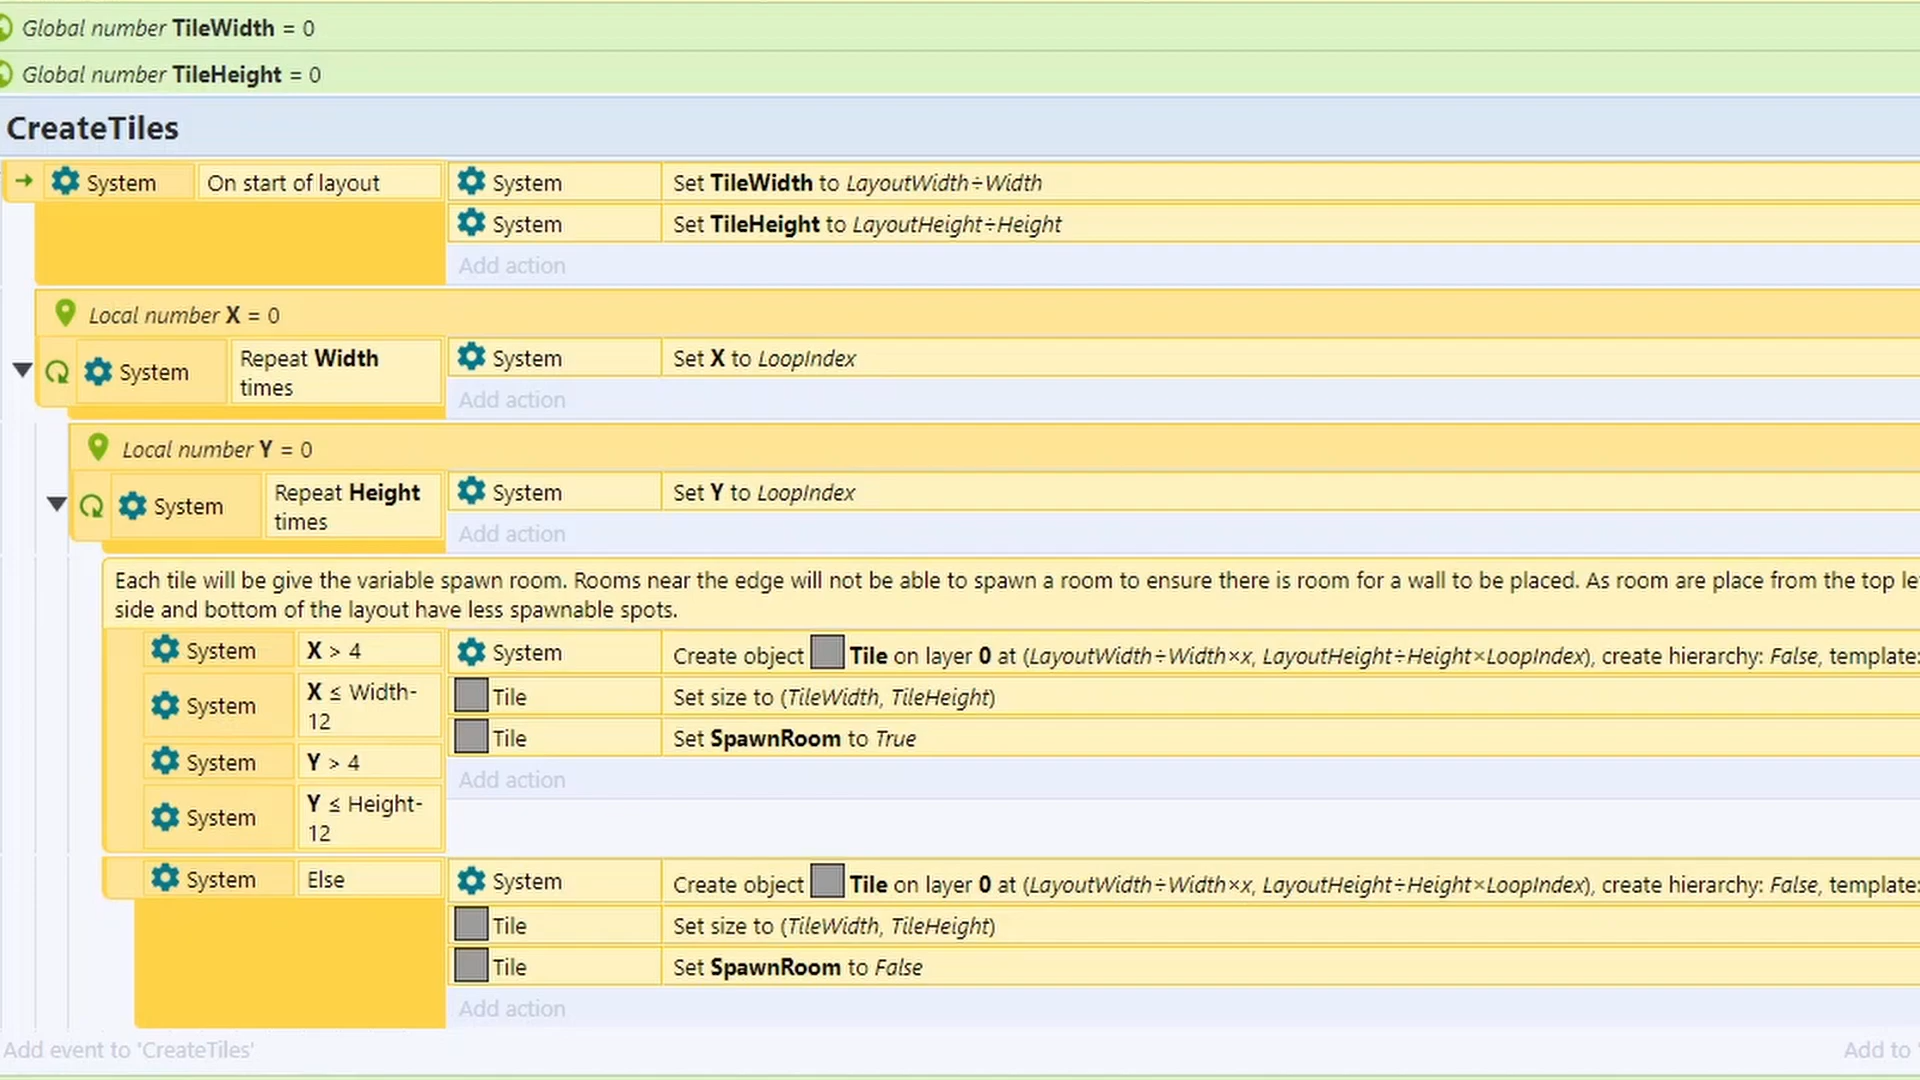 Global number TileWidth = 0
Global number TileHeight = 0
CreateTiles
System On start of layout System Set TileWidth to LayoutWidth÷Width
System Set TileHeight to LayoutHeight÷Height
Add action
Local number X = 0
System Repeat Width times System Set X to LoopIndex
Add action
Local number Y = 0
System Repeat Height times System Set Y to LoopIndex
Add action
Each tile will be give the variable spawn room. Rooms near the edge will not be able to spawn a room to ensure there is room for a wall to be placed. As room are place from the top le
side and bottom of the layout have less spawnable spots.
System X > 4 System Create object Tile on layer 0 at (LayoutWidth÷Width×x, LayoutHeight÷Height×LoopIndex), create hierarchy: False, template:
System X ≤ Width-12 Tile Set size to (TileWidth, TileHeight)
Tile Set SpawnRoom to True
System Y > 4 Add action
System Y ≤ Height-12
System Else System Create object Tile on layer 0 at (LayoutWidth÷Width×x, LayoutHeight÷Height×LoopIndex), create hierarchy: False, template:
Tile Set size to (TileWidth, TileHeight)
Tile Set SpawnRoom to False
Add action
Add event to 'CreateTiles' Add to '